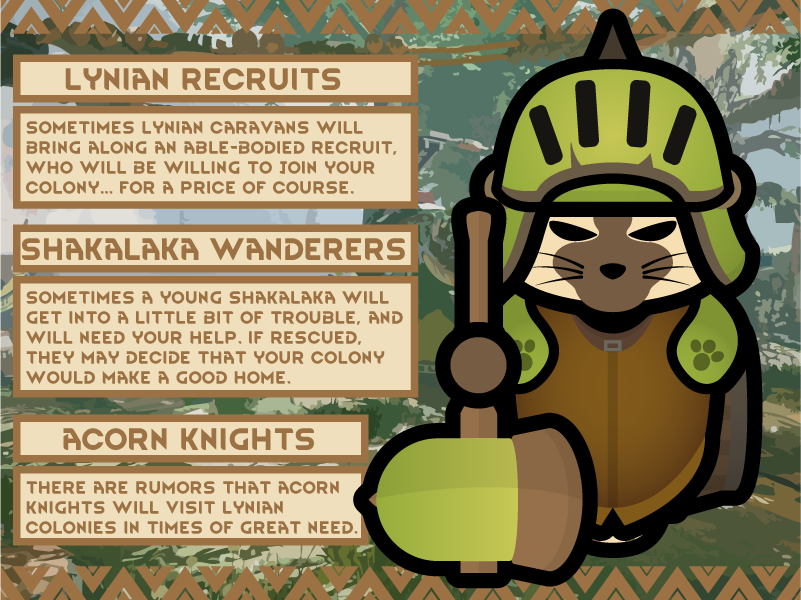 LYNIAN RECRUITS
SOMETIMES LYNIAN CARAVANS WILL
BRING ALONG AN ABLE-BODIED RECRUIT,
WHO WILL BE WILLING TO JOIN YOUR
COLONY... FOR A PRICE OF COURSE.
SHAKALAKA WANDERERS
SOMETIMES A YOUNG SHAKALAKA WILL
GET INTO A LITTLE BIT OF TROUBLE, AND
WILL NEED YOUR HELP. IF RESCUED,
THEY MAY DECIDE THAT YOUR COLONY
WOULD MAKE A GOOD HOME.
ACORN KNIGHTS
THERE ARE RUMORS THAT ACORN
KNIGHTS WILL VISIT LYNIAN
COLONIES IN TIMES OF GREAT NEED.